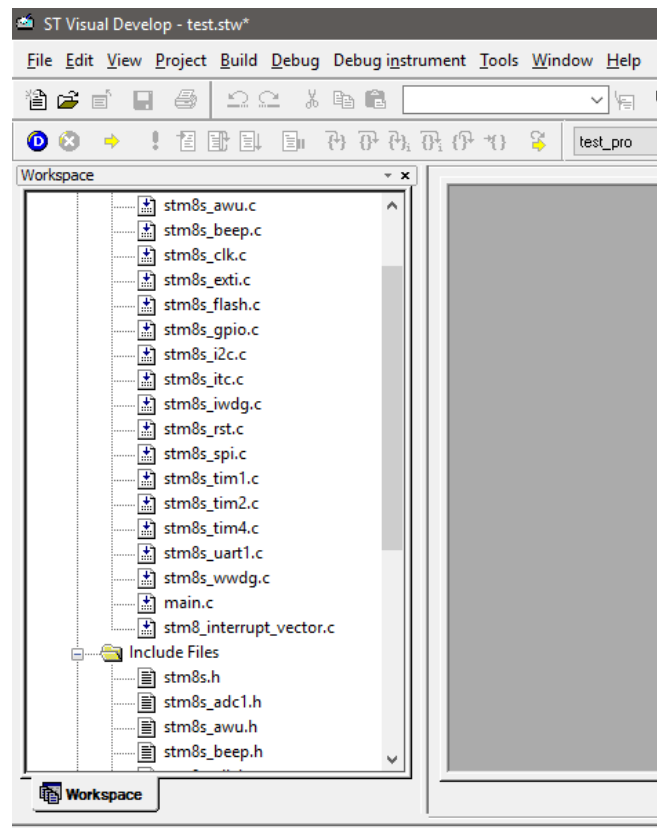 ST Visual Develop - test.stw*
File Edit View Project Build Debug Debug instrument Tools Window Help
test_pro
Workspace
stm8s_awu.c
stm8s_beep.c
stm8s_clk.c
stm8s_exti.c
stm8s_flash.c
stm8s_gpio.c
stm8s_i2c.c
stm8s_itc.c
stm8s_iwdg.c
stm8s_rst.c
stm8s_spi.c
stm8s_tim1.c
stm8s_tim2.c
stm8s_tim4.c
stm8s_uart1.c
stm8s_wwdg.c
main.c
stm8_interrupt_vector.c
Include Files
stm8s.h
stm8s_adc1.h
stm8s_awu.h
stm8s_beep.h
Workspace